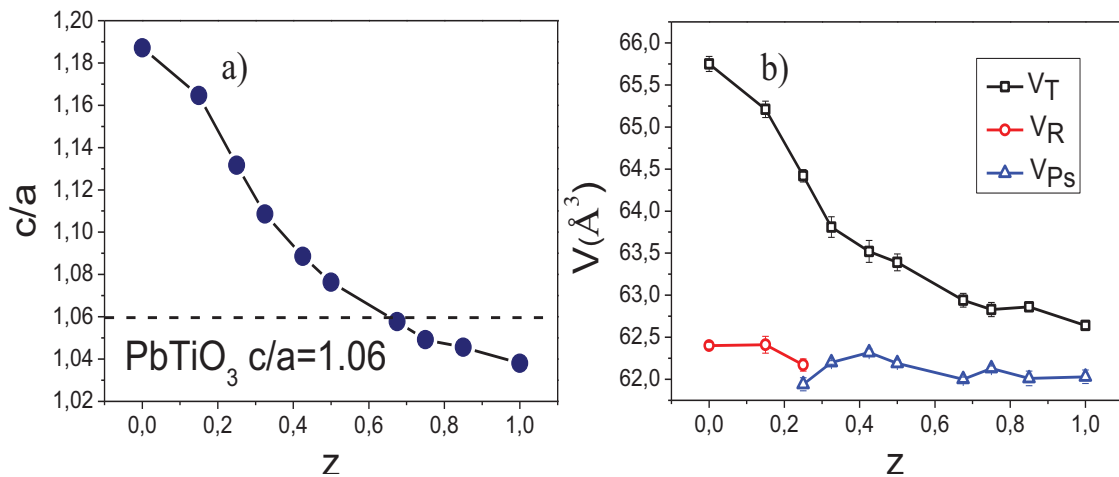 1,20
1,18
1,16
1,14
1,12
1,10
1,08
1,06
1,04
1,02
c/a
a)
PbTiO3 c/a=1.06
0,0 0,2 0,4 0,6 0,8 1,0
z
66,0
65,5
65,0
64,5
64,0
63,5
63,0
62,5
62,0
V(Å³)
b)
VT
VR
VPs
0,0 0,2 0,4 0,6 0,8 1,0
z